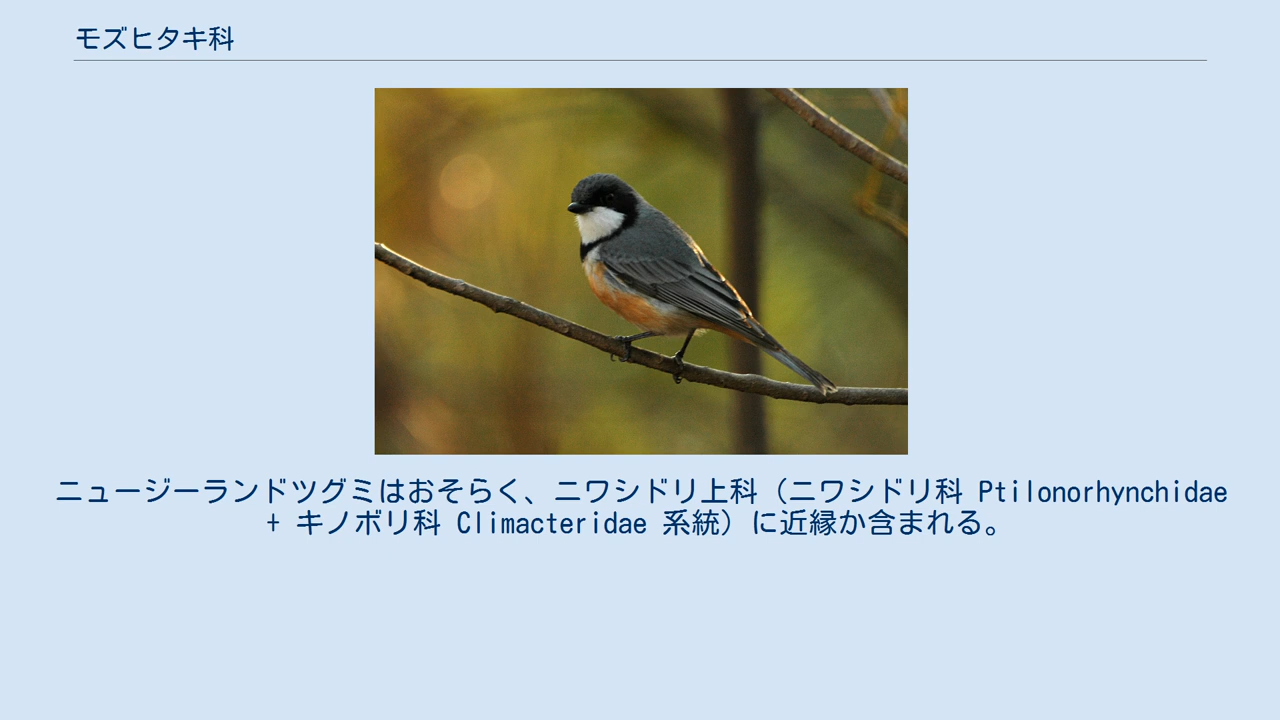 モズヒタキ科
ニュージーランドツグミはおそらく、ニワシドリ上科（ニワシドリ科 Ptilonorhynchidae
+ キノボリ科 Climacteridae 系統）に近縁か含まれる。